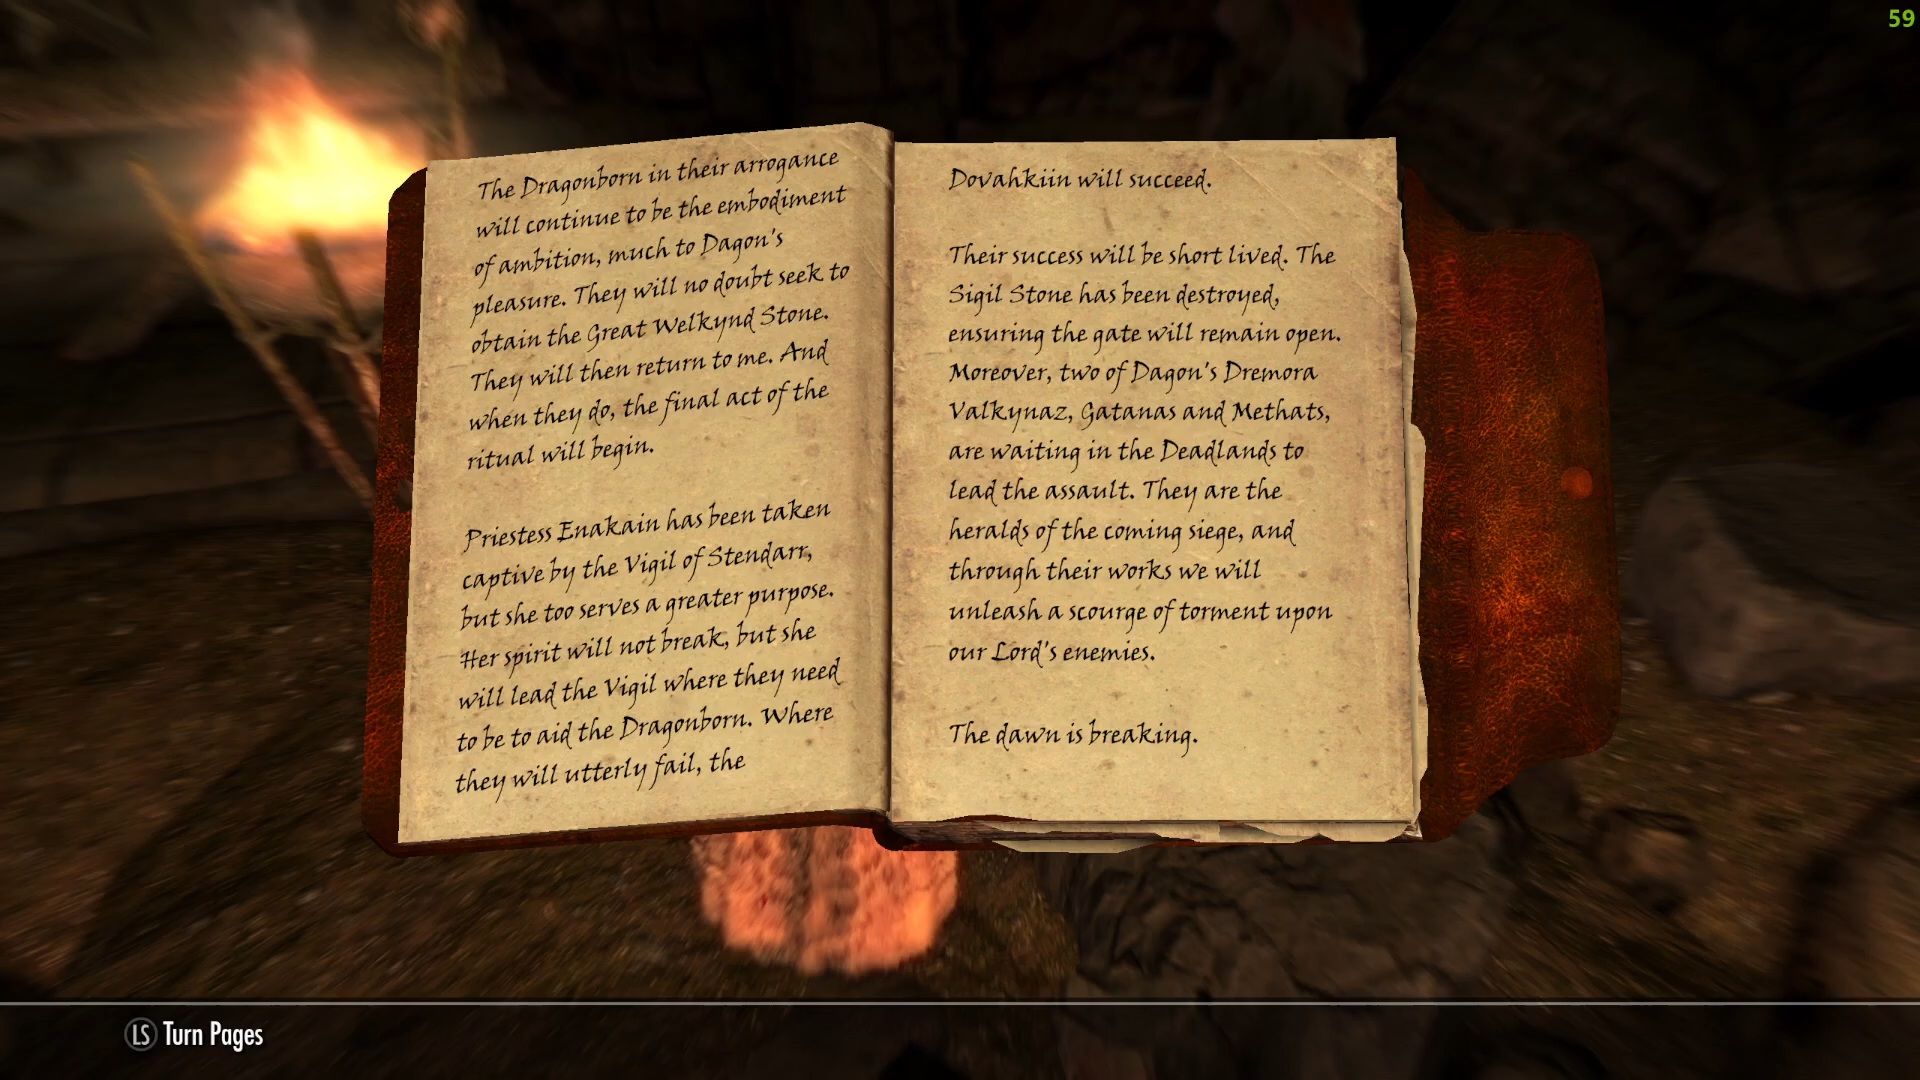 59
The Dragonborn in their arrogance
will continue to be the embodiment
of ambition, much to Dagon's
pleasure. They will no doubt seek to
obtain the Great Welkynd Stone.
They will then return to me. And
when they do, the final act of the
ritual will begin.
Priestess Enakain has been taken
captive by the Vigil of Stendarr,
but she too serves a greater purpose.
Her spirit will not break, but she
will lead the Vigil where they need
to be to aid the Dragonborn. Where
they will utterly fail, the
Dovahkiin will succeed.
Their success will be short lived. The
Sigil Stone has been destroyed,
ensuring the gate will remain open.
Moreover, two of Dagon's Dremora
Valkynaz, Gatanas and Methats,
are waiting in the Deadlands to
lead the assault. They are the
heralds of the coming siege, and
through their works we will
unleash a scourge of torment upon
our Lord's enemies.
The dawn is breaking.
LS Turn Pages